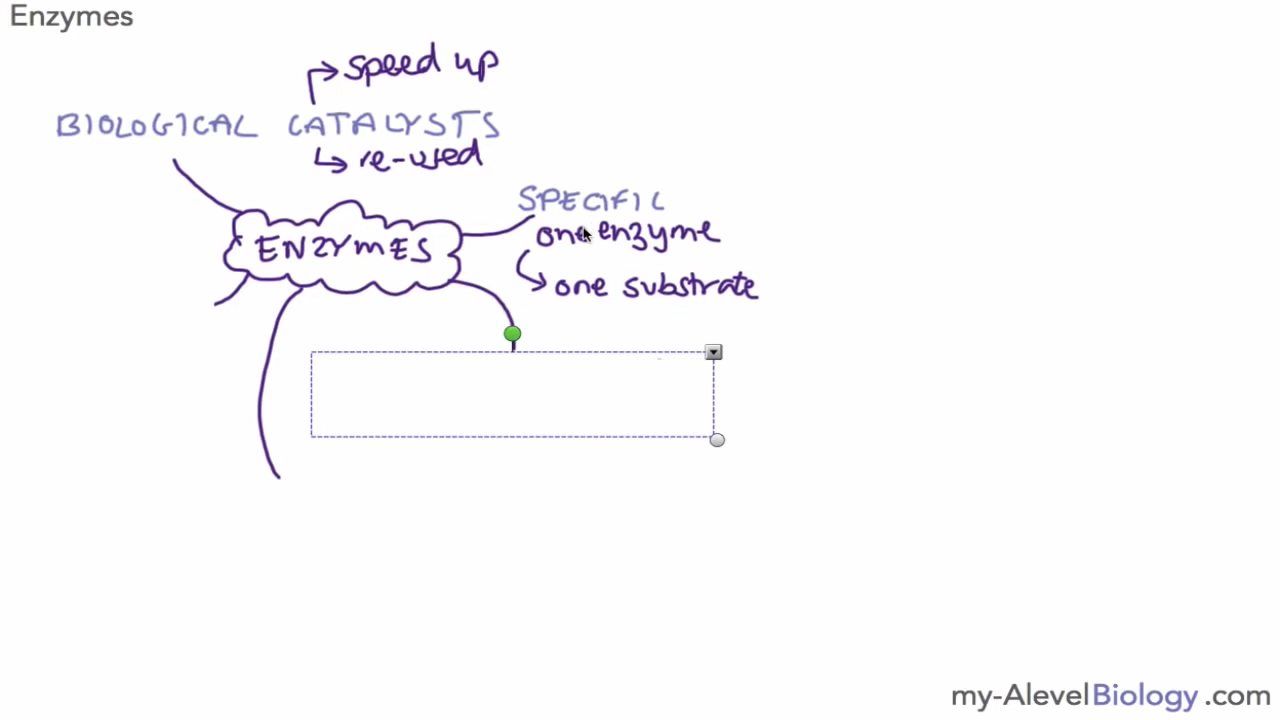 Enzymes
speed up
BIOLOGICAL CATALYSTS
re-used
SPECIFIC
one enzyme
ENZYMES
one substrate
my-AlevelBiology.com